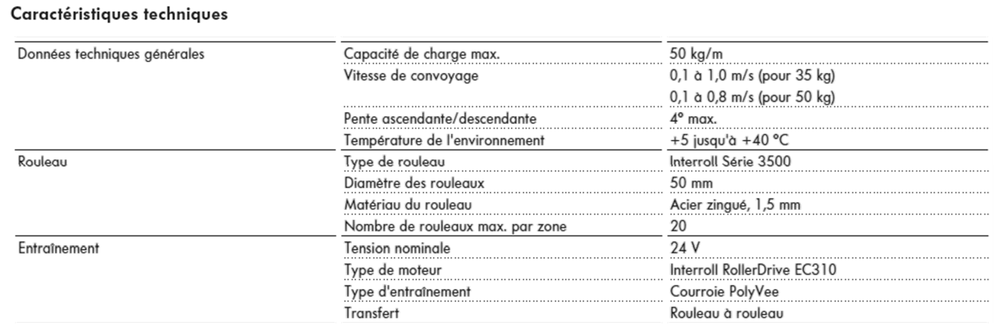 Caractéristiques techniques
Données techniques générales Capacité de charge max. 50 kg/m
Vitesse de convoyage 0,1 à 1,0 m/s (pour 35 kg)
0,1 à 0,8 m/s (pour 50 kg)
Pente ascendante/descendante 4° max.
Température de l'environnement +5 jusqu'à +40 °C
Rouleau Type de rouleau Interroll Série 3500
Diamètre des rouleaux 50 mm
Matériau du rouleau Acier zingué, 1,5 mm
Nombre de rouleaux max. par zone 20
Entraînement Tension nominale 24 V
Type de moteur Interroll RollerDrive EC310
Type d'entraînement Courroie PolyVee
Transfert Rouleau à rouleau